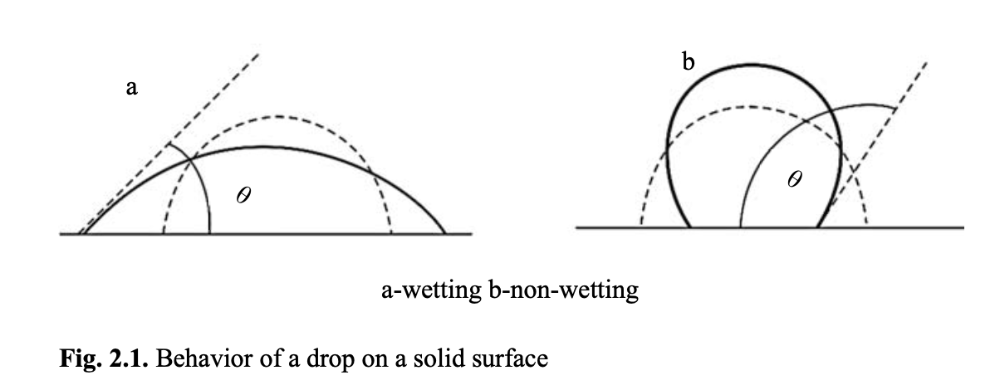 a
b
θ
θ
a-wetting b-non-wetting
Fig. 2.1. Behavior of a drop on a solid surface